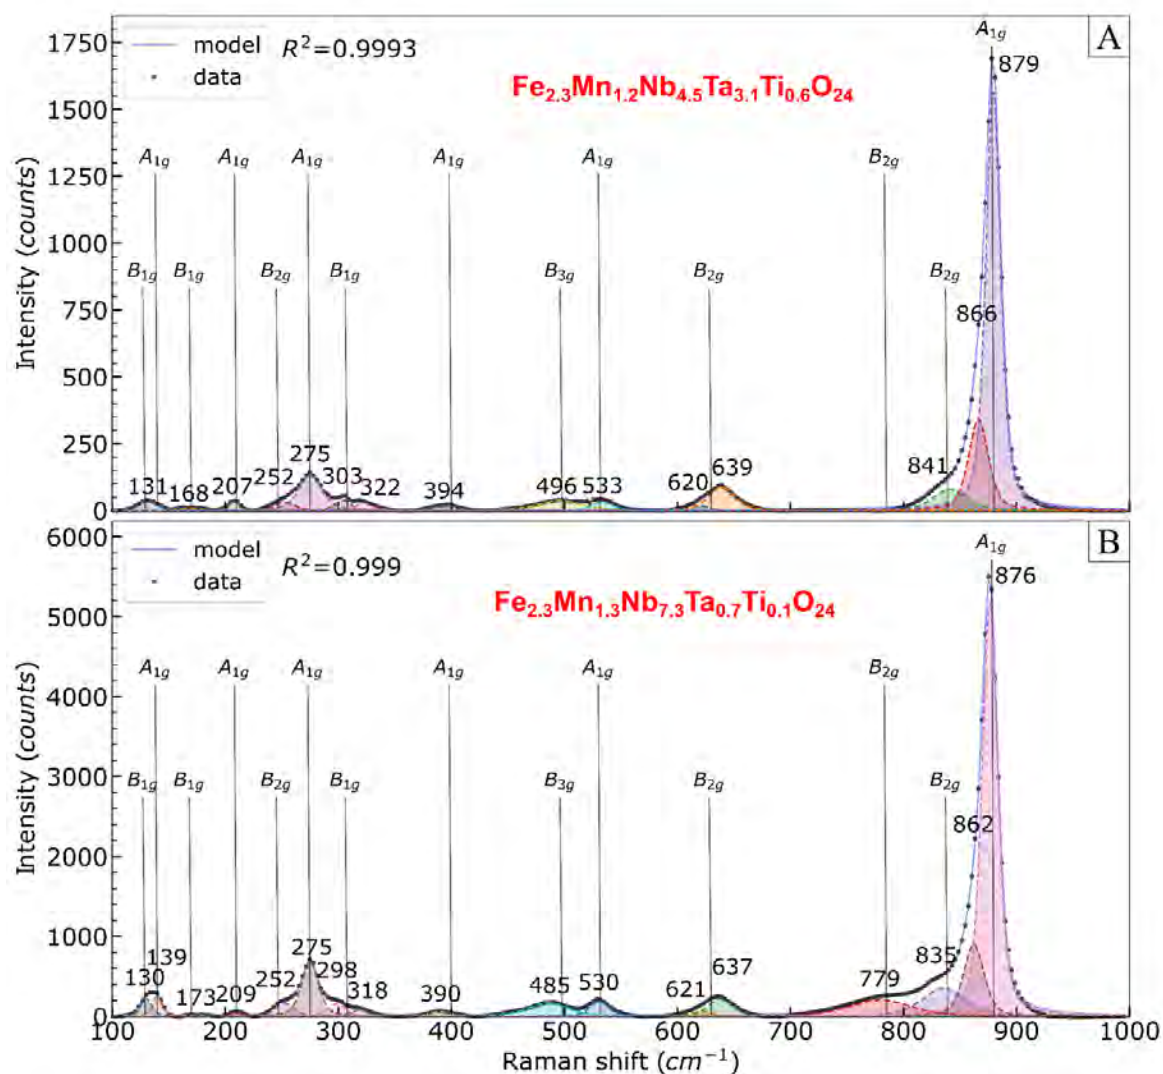 model
data
R²=0.9993
A
Fe₂.₃Mn₁.₂Nb₄.₅Ta₃.₁Ti₀.₆O₂₄
A₁g
879
A₁g A₁g A₁g A₁g A₁g B₂g
B₁g B₁g B₂g B₁g B₃g B₂g B₂g
866
131 168 207 252 275 303 322 394 496 533 620 639 841
Intensity (counts)
1750
1500
1250
1000
750
500
250
0
model
data
R²=0.999
B
Fe₂.₃Mn₁.₃Nb₇.₃Ta₀.₇Ti₀.₁O₂₄
A₁g
876
A₁g A₁g A₁g A₁g A₁g B₂g
B₁g B₁g B₂g B₁g B₃g B₂g B₂g
862
130 139 173 209 252 275 298 318 390 485 530 621 637 779 835
Intensity (counts)
6000
5000
4000
3000
2000
1000
0
100 200 300 400 500 600 700 800 900 1000
Raman shift (cm⁻¹)